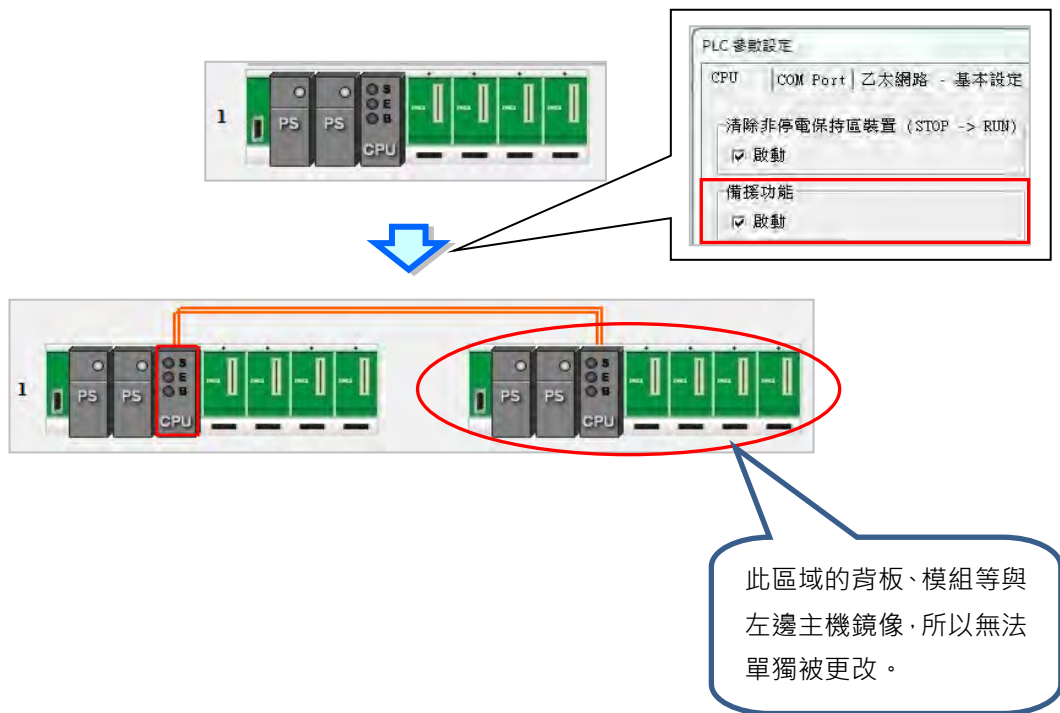 PLC 參數設定
CPU COM Port 乙太網路 - 基本設定
清除非停電保持區裝置 (STOP -> RUN)
啟動
備援功能
啟動
1
PS PS CPU
S
E
B
1
PS PS CPU
S
E
B
PS PS CPU
S
E
B
此區域的背板、模組等與
左邊主機鏡像,所以無法
單獨被更改。